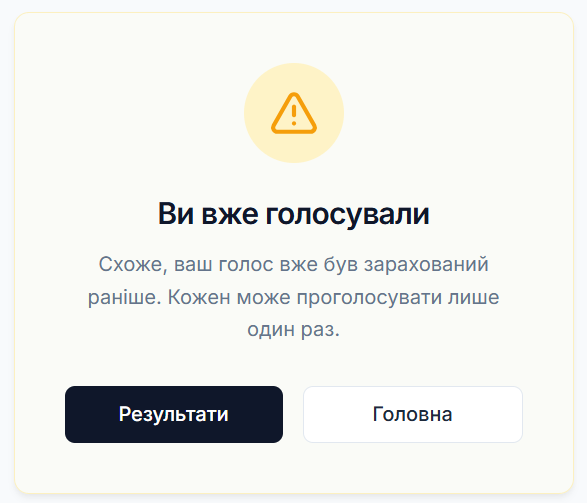 Ви вже голосували
Схоже, ваш голос вже був зарахований
раніше. Кожен може проголосувати лише
один раз.
Результати
Головна